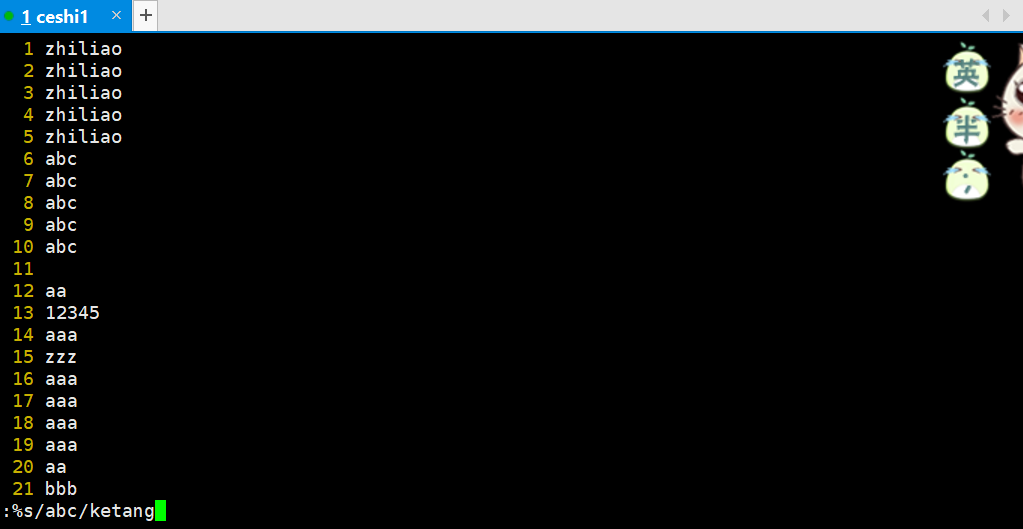 1 ceshi1 × +
1 zhiliao
2 zhiliao
3 zhiliao
4 zhiliao
5 zhiliao
6 abc
7 abc
8 abc
9 abc
10 abc
11
12 aa
13 12345
14 aaa
15 zzz
16 aaa
17 aaa
18 aaa
19 aaa
20 aa
21 bbb
:%s/abc/ketang
英
半